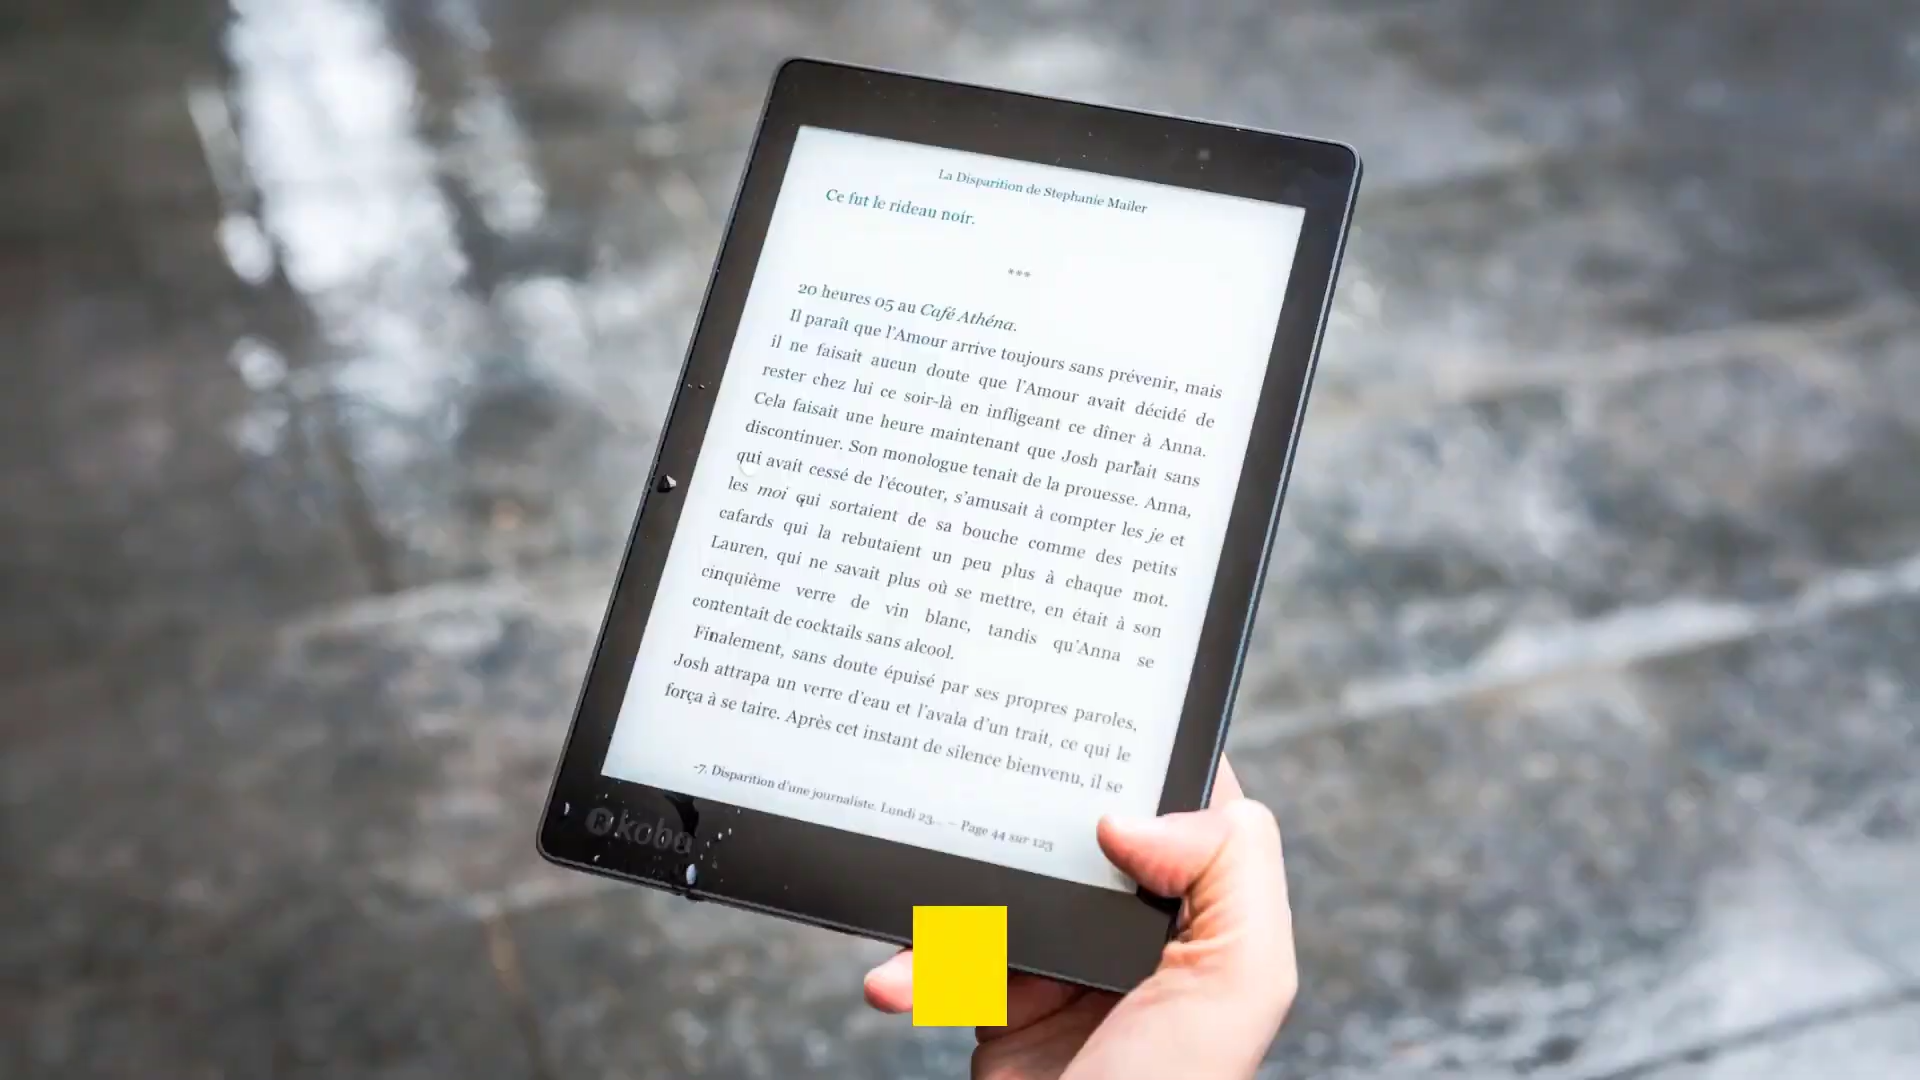 La Disparition de Stephanie Mailer
Ce fut le rideau noir.
***
20 heures 05 au Café Athéna.
Il paraît que l'Amour arrive toujours sans prévenir, mais
il ne faisait aucun doute que l'Amour avait décidé de
rester chez lui ce soir-là en infligeant ce dîner à Anna.
Cela faisait une heure maintenant que Josh parlait sans
discontinuer. Son monologue tenait de la prouesse. Anna,
qui avait cessé de l'écouter, s'amusait à compter les je et
les moi qui sortaient de sa bouche comme des petits
cafards qui la rebutaient un peu plus à chaque mot.
Lauren, qui ne savait plus où se mettre, en était à son
cinquième verre de vin blanc, tandis qu'Anna se
contentait de cocktails sans alcool.
Finalement, sans doute épuisé par ses propres paroles,
Josh attrapa un verre d'eau et l'avala d'un trait, ce qui le
força à se taire. Après cet instant de silence bienvenu, il se
-7. Disparition d'une journaliste. Lundi 23... – Page 44 sur 123
kobo